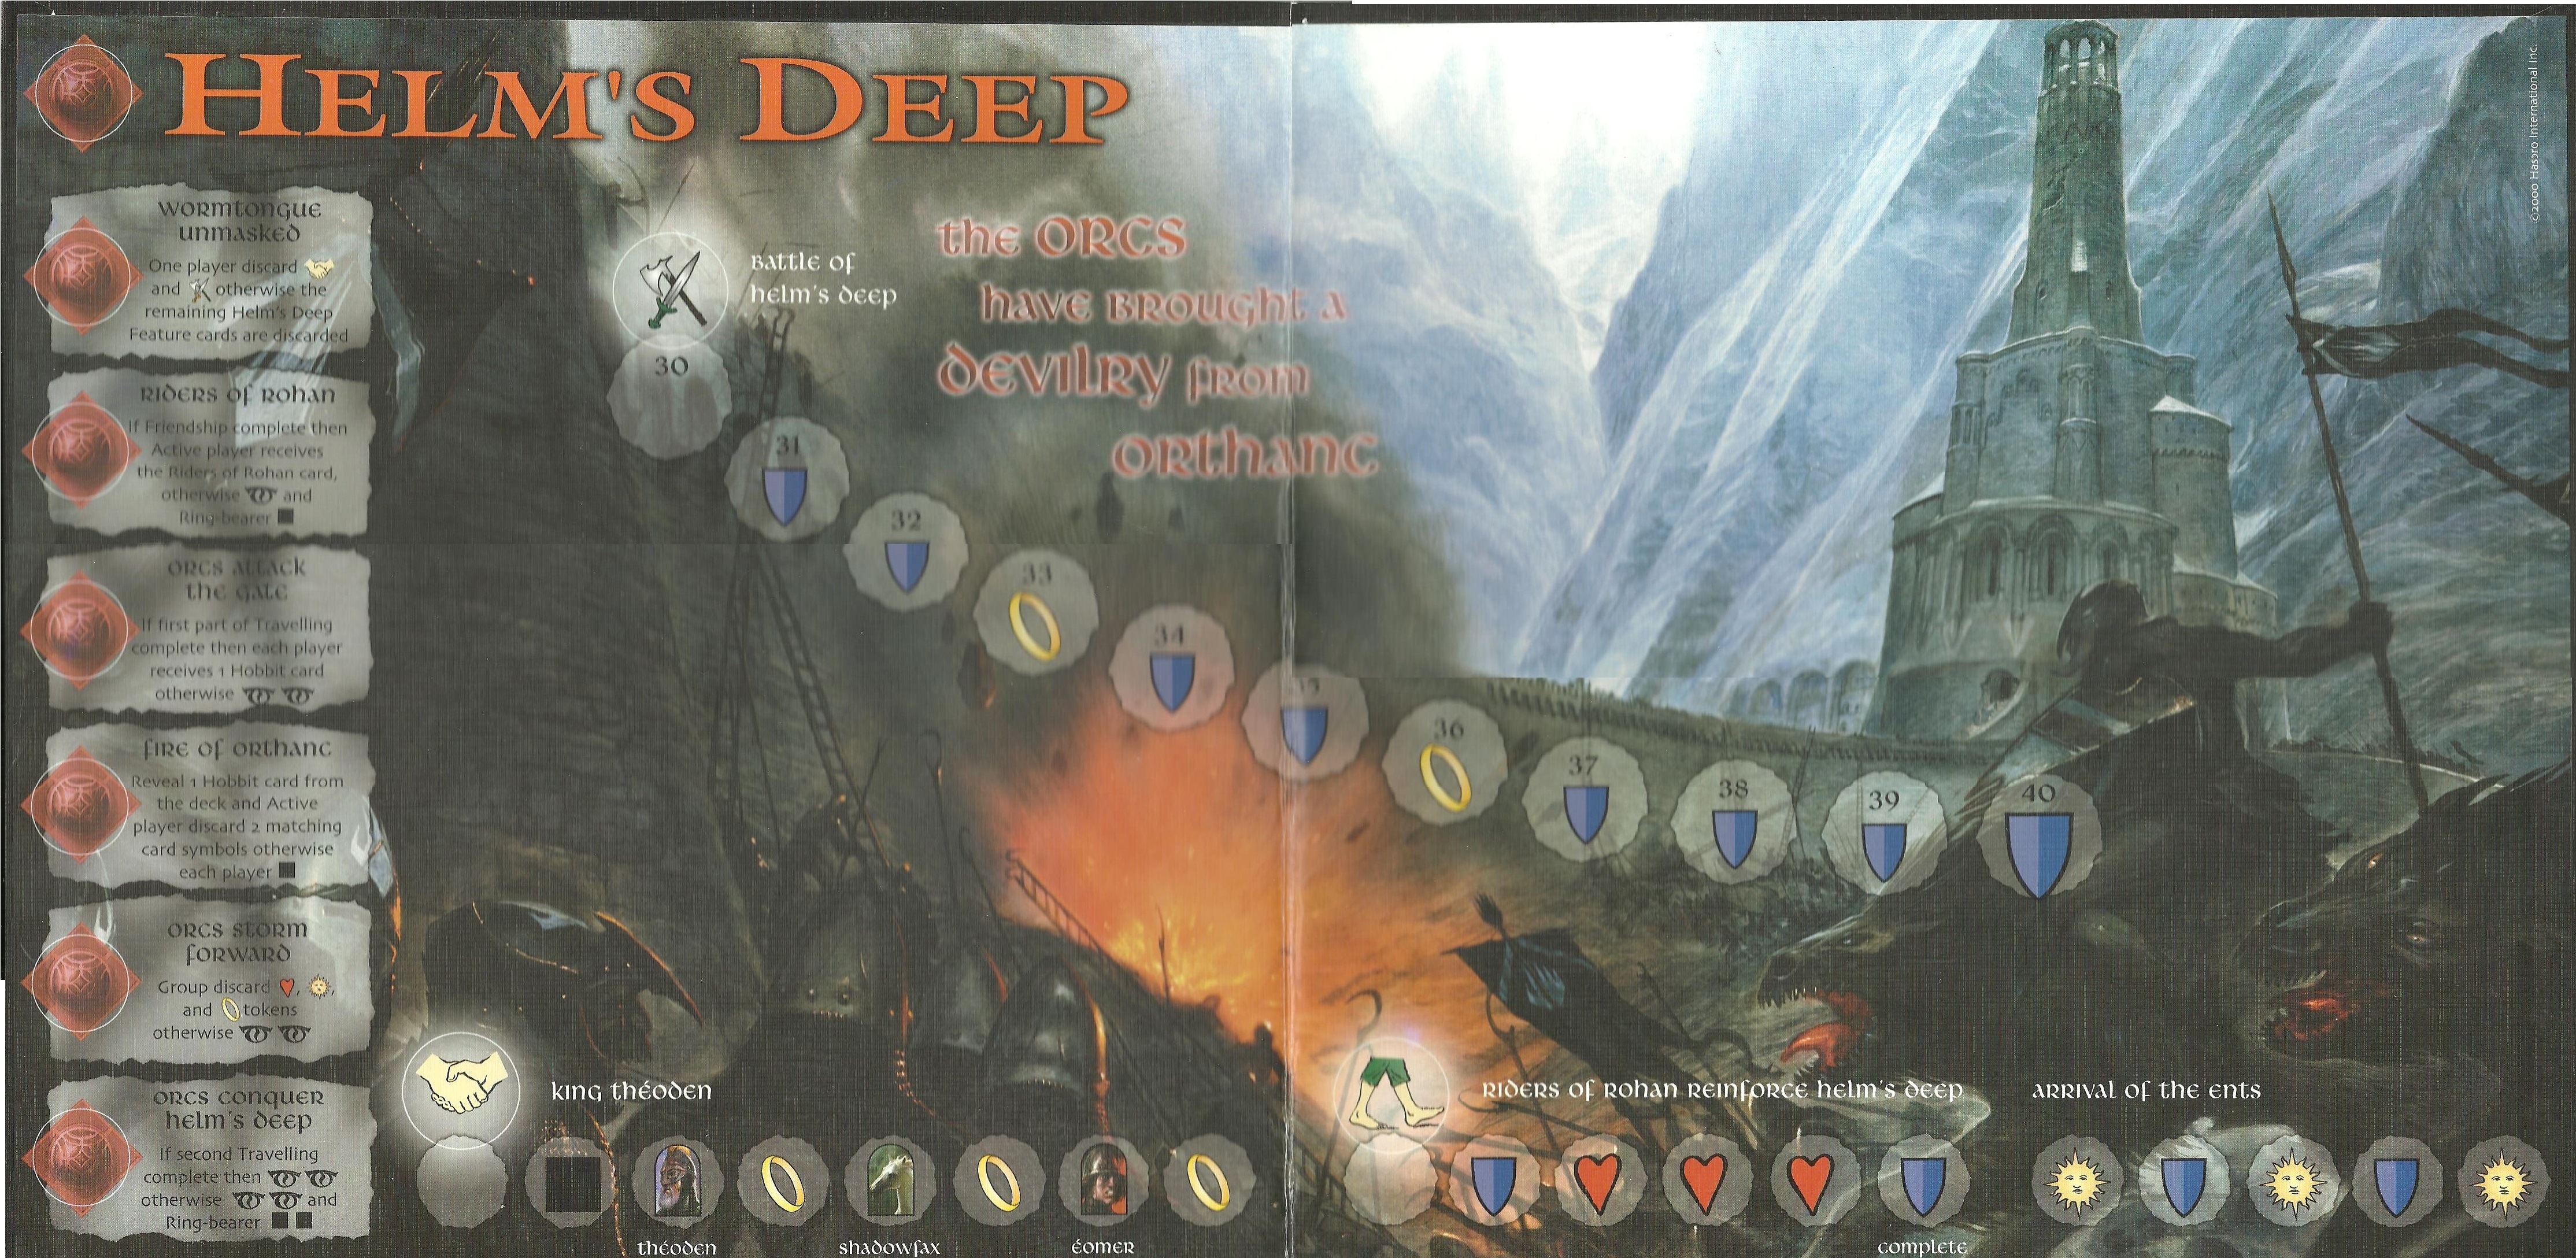 HELM'S DEEP
©2000 Hasbro International Inc.
WORMTONGUE
UNMASKED
One player discard
and otherwise the
remaining Helm's Deep
Feature cards are discarded
RIDERS OF ROHAN
If Friendship complete then
Active player receives
the Riders of Rohan card,
otherwise and
Ring-bearer
ORCS ATTACK
THE GATE
If first part of Travelling
complete then each player
receives 1 Hobbit card
otherwise
FIRE OF ORTHANC
Reveal 1 Hobbit card from
the deck and Active
player discard 2 matching
card symbols otherwise
each player
ORCS STORM
FORWARD
Group discard , ,
and tokens
otherwise
ORCS CONQUER
HELM'S DEEP
If second Travelling
complete then
otherwise and
Ring-bearer
BATTLE OF
HELM'S DEEP
THE ORCS
HAVE BROUGHT A
DEVILRY FROM
ORTHANC
30
31
32
33
34
35
36
37
38
39
40
KING THÉODEN
THÉODEN
SHADOWFAX
ÉOMER
RIDERS OF ROHAN REINFORCE HELM'S DEEP
COMPLETE
ARRIVAL OF THE ENTS